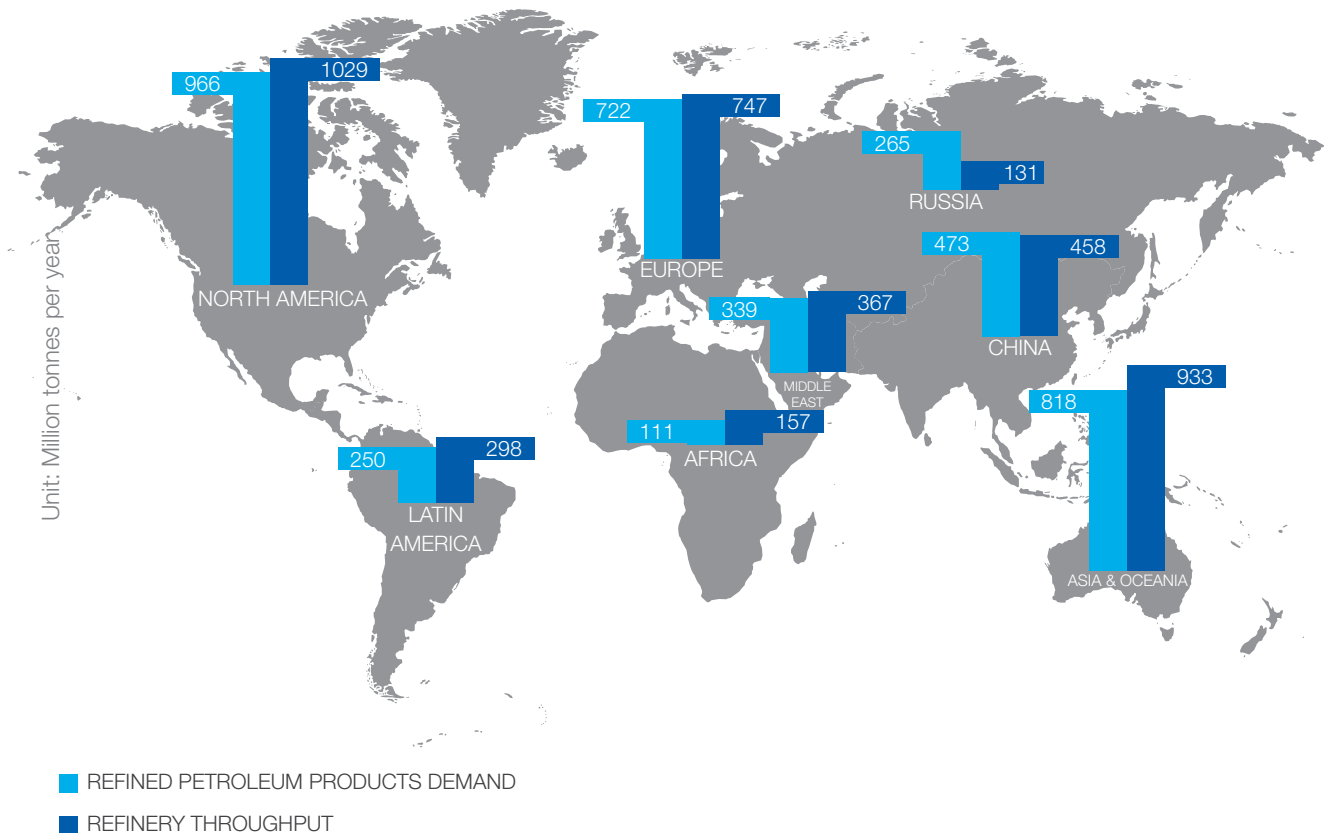 966
1029
NORTH AMERICA
722
747
EUROPE
265
131
RUSSIA
473
458
CHINA
339
367
MIDDLE
EAST
111
157
AFRICA
250
298
LATIN
AMERICA
818
933
ASIA & OCEANIA
Unit: Million tonnes per year
REFINED PETROLEUM PRODUCTS DEMAND
REFINERY THROUGHPUT